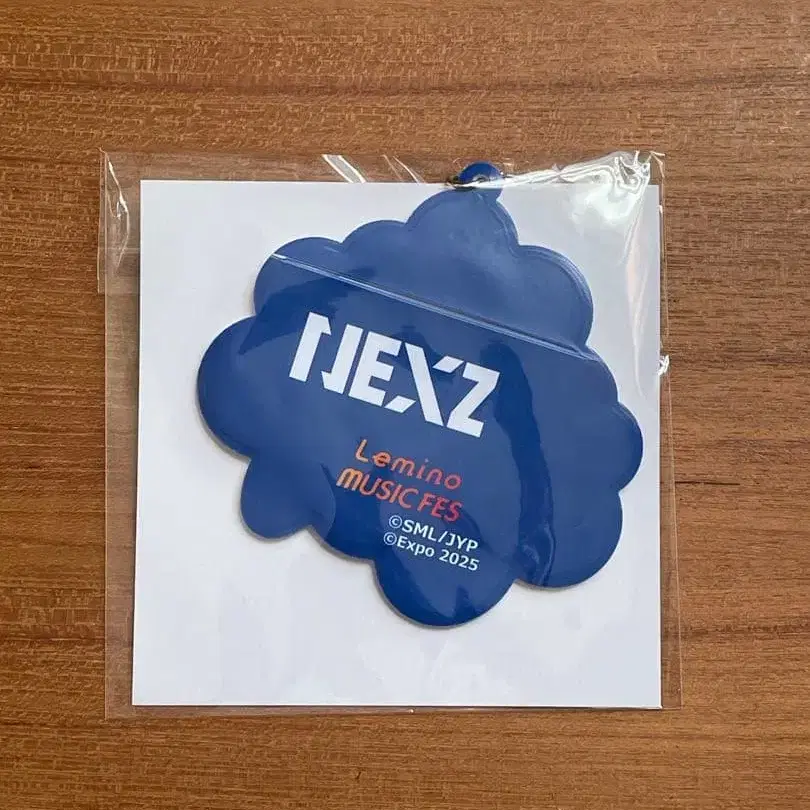 NEXZ
Lemino
MUSIC FES
©SML/JYP
©Expo 2025